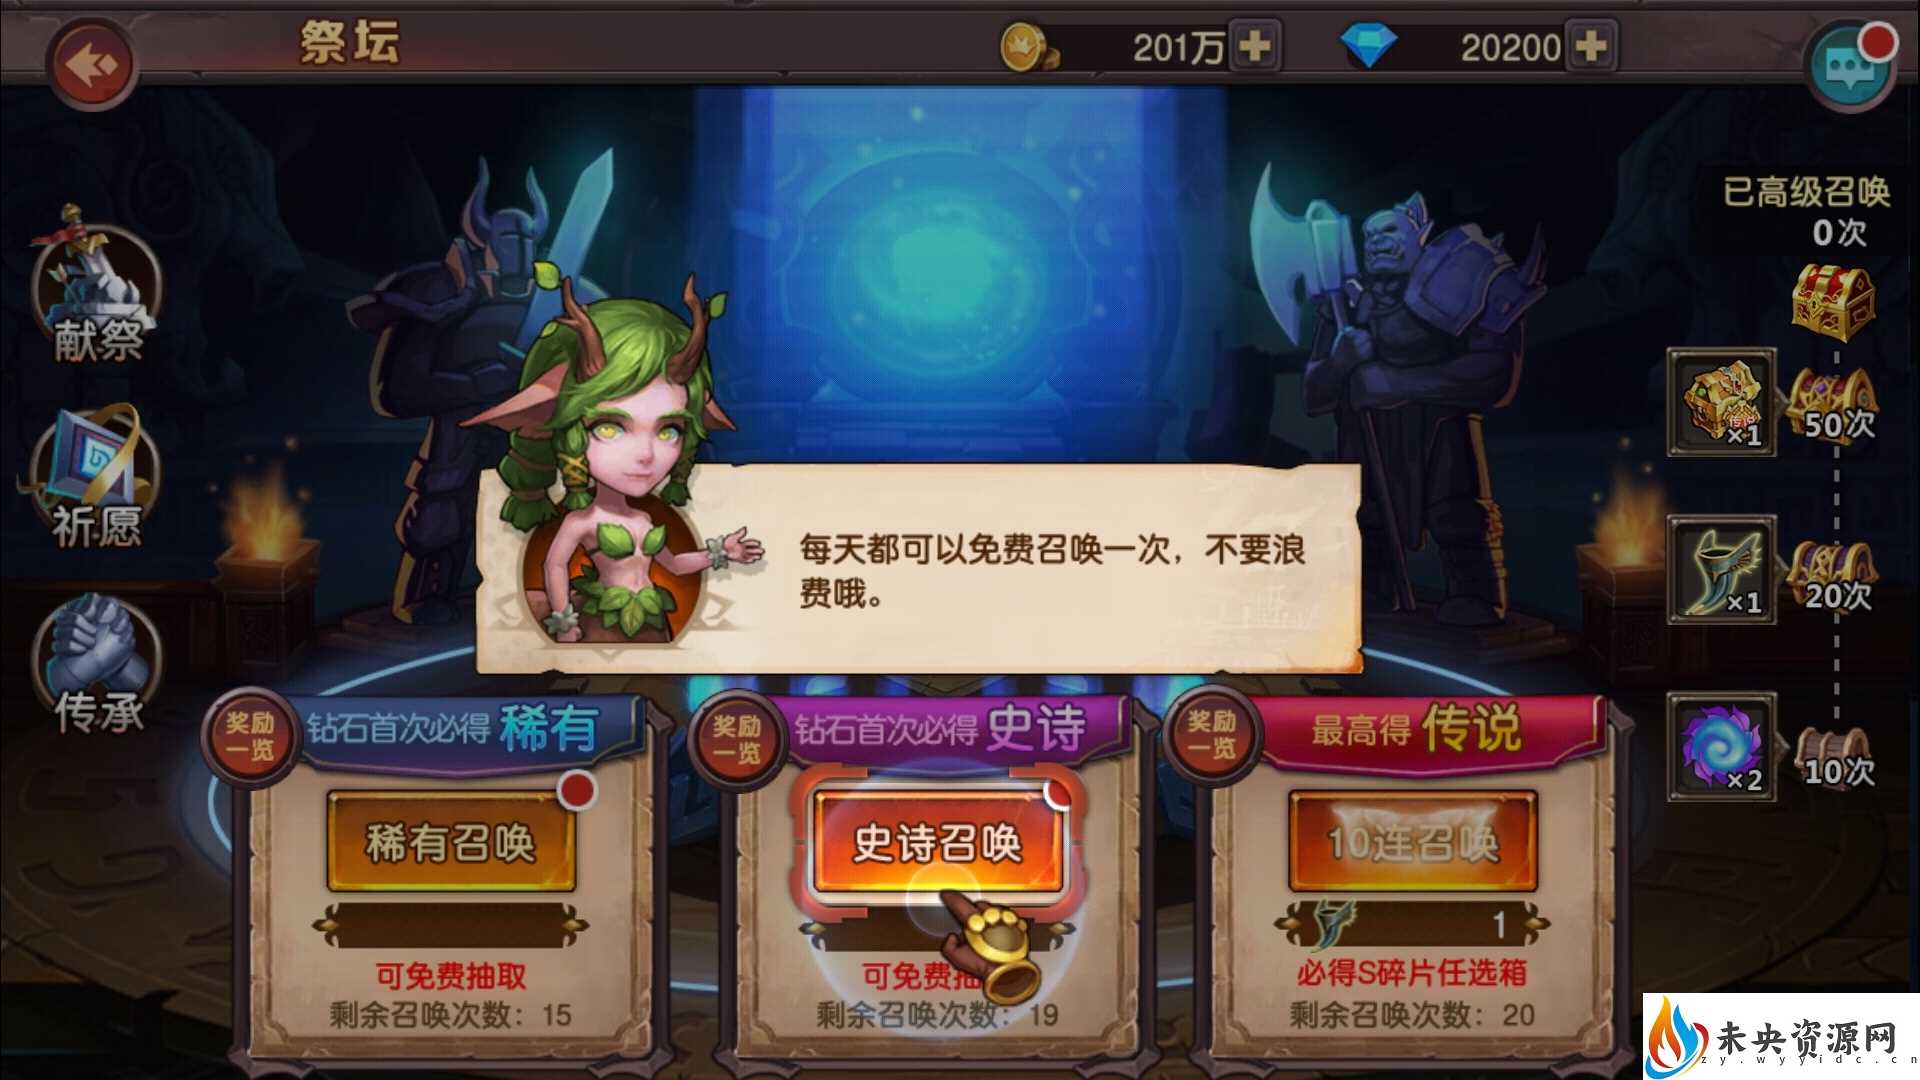 祭坛
201万
20200
已高级召唤
0次
献祭
祈愿
传承
×1
50次
×1
20次
×2
10次
每天都可以免费召唤一次，不要浪
费哦。
奖励
一览
钻石首次必得 稀有
稀有召唤
可免费抽取
剩余召唤次数：15
奖励
一览
钻石首次必得 史诗
史诗召唤
可免费抽
剩余召唤次数：19
奖励
一览
最高得 传说
10连召唤
1
必得S碎片任选箱
剩余召唤次数：20
未央资源网
zy.wyyidc.cn